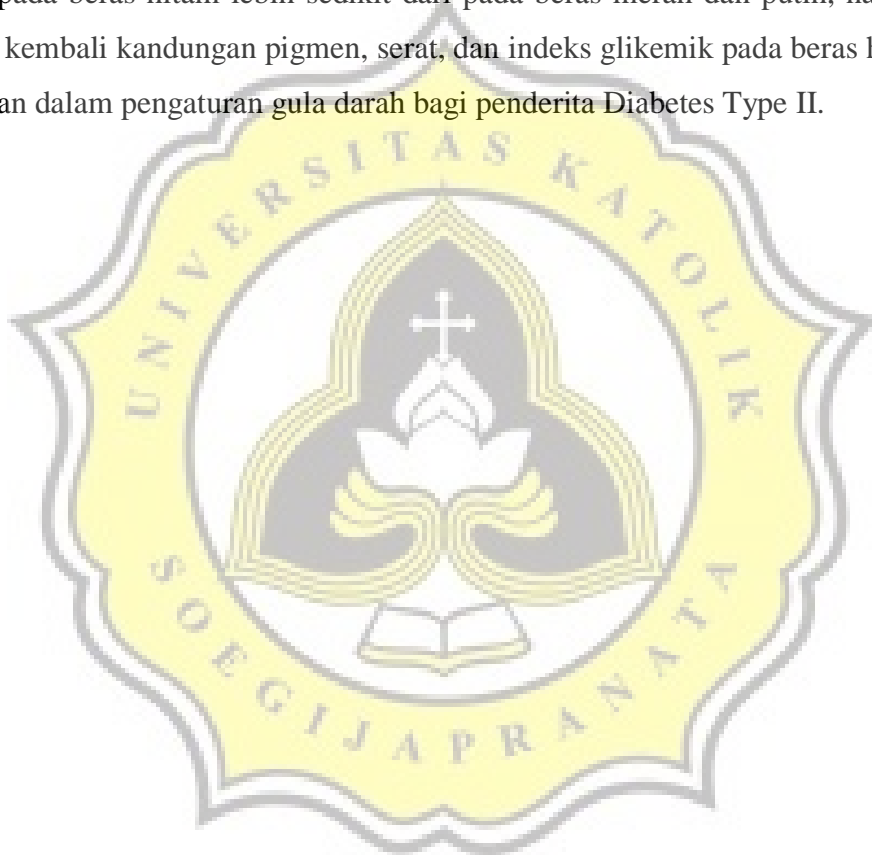 pada beras hitam lebih sedikit dari pada beras merah dan putih,
kembali kandungan pigmen, serat, dan indeks glikemik pada beras
an dalam pengaturan gula darah bagi penderita Diabetes Type II.
UNIVERSITAS KATOLIK
SOEGIJAPRANATA